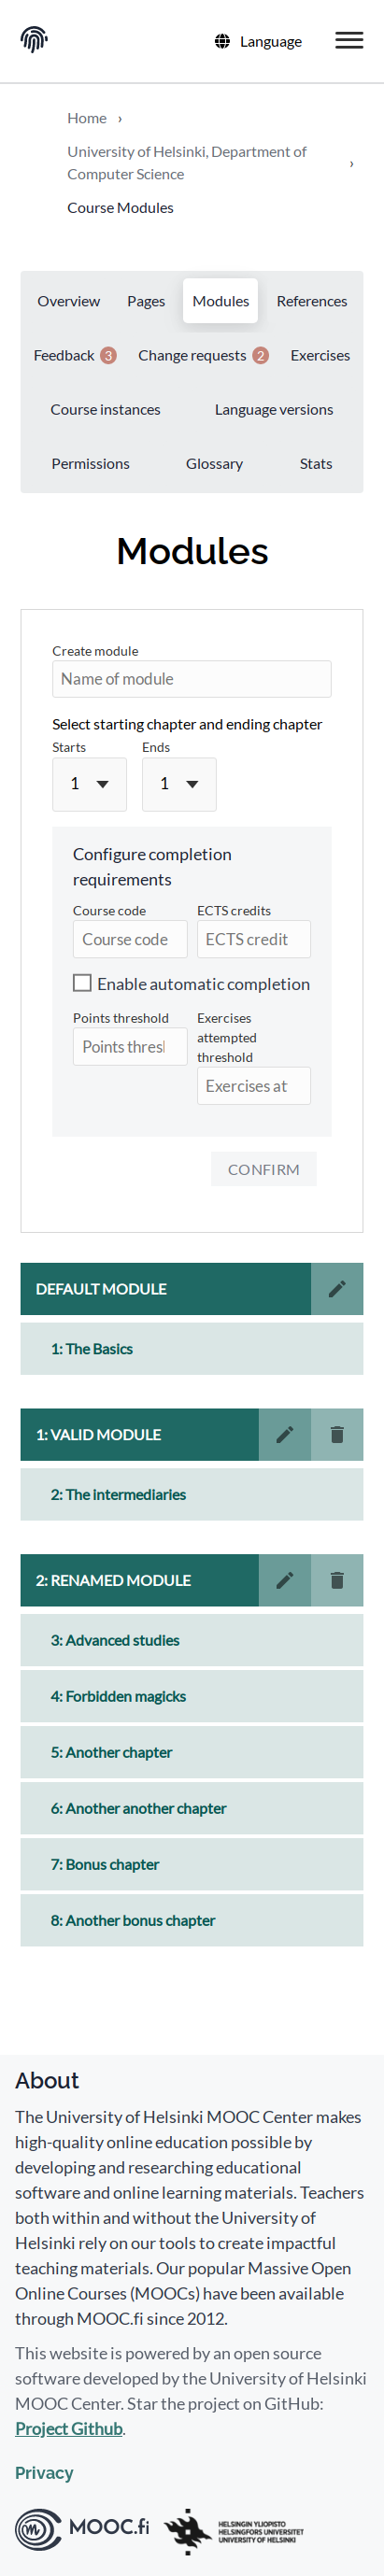 Language
Home ›
University of Helsinki, Department of
Computer Science ›
Course Modules
Overview Pages Modules References
Feedback 3 Change requests 2 Exercises
Course instances Language versions
Permissions Glossary Stats
Modules
Create module
Name of module
Select starting chapter and ending chapter
Starts Ends
1 1
Configure completion
requirements
Course code ECTS credits
Course code ECTS credit
Enable automatic completion
Points threshold Exercises
attempted
threshold
Points thresh
Exercises at
CONFIRM
DEFAULT MODULE
1: The Basics
1: VALID MODULE
2: The intermediaries
2: RENAMED MODULE
3: Advanced studies
4: Forbidden magicks
5: Another chapter
6: Another another chapter
7: Bonus chapter
8: Another bonus chapter
About
The University of Helsinki MOOC Center makes
high-quality online education possible by
developing and researching educational
software and online learning materials. Teachers
both within and without the University of
Helsinki rely on our tools to create impactful
teaching materials. Our popular Massive Open
Online Courses (MOOCs) have been available
through MOOC.fi since 2012.
This website is powered by an open source
software developed by the University of Helsinki
MOOC Center. Star the project on GitHub:
Project Github.
Privacy
MOOC.fi
HELSINGIN YLIOPISTO
HELSINGFORS UNIVERSITET
UNIVERSITY OF HELSINKI